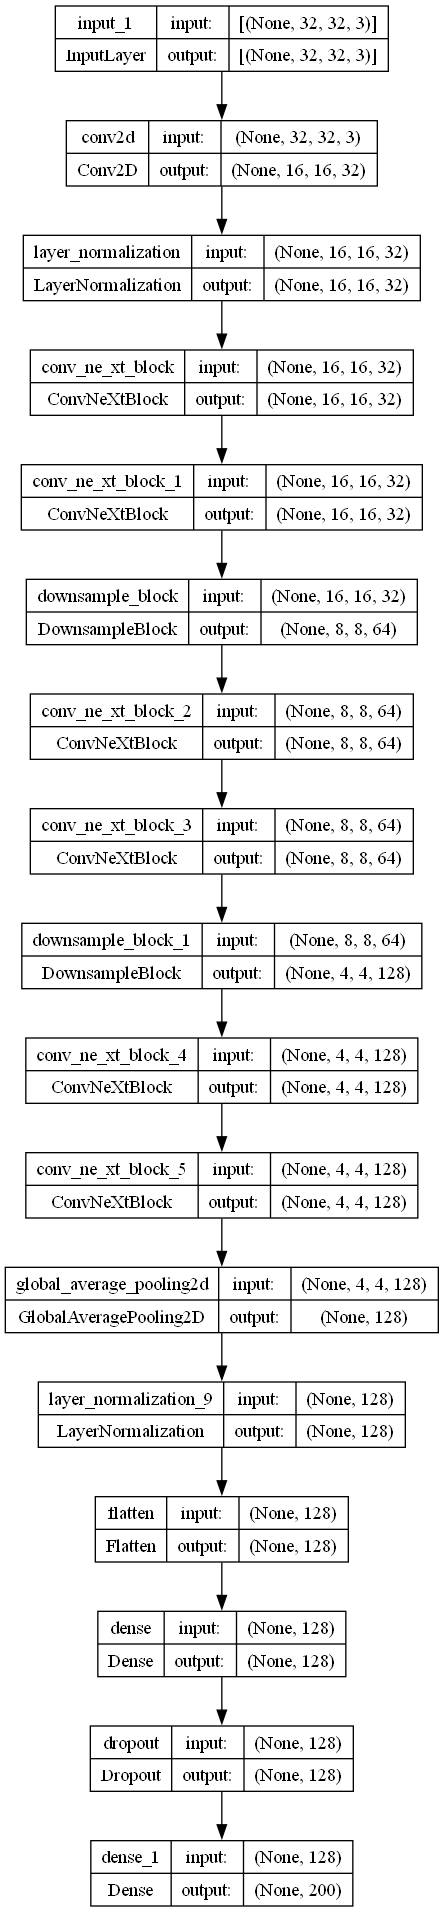 input_1 input: [(None, 32, 32, 3)]
InputLayer output: [(None, 32, 32, 3)]
conv2d input: (None, 32, 32, 3)
Conv2D output: (None, 16, 16, 32)
layer_normalization input: (None, 16, 16, 32)
LayerNormalization output: (None, 16, 16, 32)
conv_ne_xt_block input: (None, 16, 16, 32)
ConvNeXtBlock output: (None, 16, 16, 32)
conv_ne_xt_block_1 input: (None, 16, 16, 32)
ConvNeXtBlock output: (None, 16, 16, 32)
downsample_block input: (None, 16, 16, 32)
DownsampleBlock output: (None, 8, 8, 64)
conv_ne_xt_block_2 input: (None, 8, 8, 64)
ConvNeXtBlock output: (None, 8, 8, 64)
conv_ne_xt_block_3 input: (None, 8, 8, 64)
ConvNeXtBlock output: (None, 8, 8, 64)
downsample_block_1 input: (None, 8, 8, 64)
DownsampleBlock output: (None, 4, 4, 128)
conv_ne_xt_block_4 input: (None, 4, 4, 128)
ConvNeXtBlock output: (None, 4, 4, 128)
conv_ne_xt_block_5 input: (None, 4, 4, 128)
ConvNeXtBlock output: (None, 4, 4, 128)
global_average_pooling2d input: (None, 4, 4, 128)
GlobalAveragePooling2D output: (None, 128)
layer_normalization_9 input: (None, 128)
LayerNormalization output: (None, 128)
flatten input: (None, 128)
Flatten output: (None, 128)
dense input: (None, 128)
Dense output: (None, 128)
dropout input: (None, 128)
Dropout output: (None, 128)
dense_1 input: (None, 128)
Dense output: (None, 200)